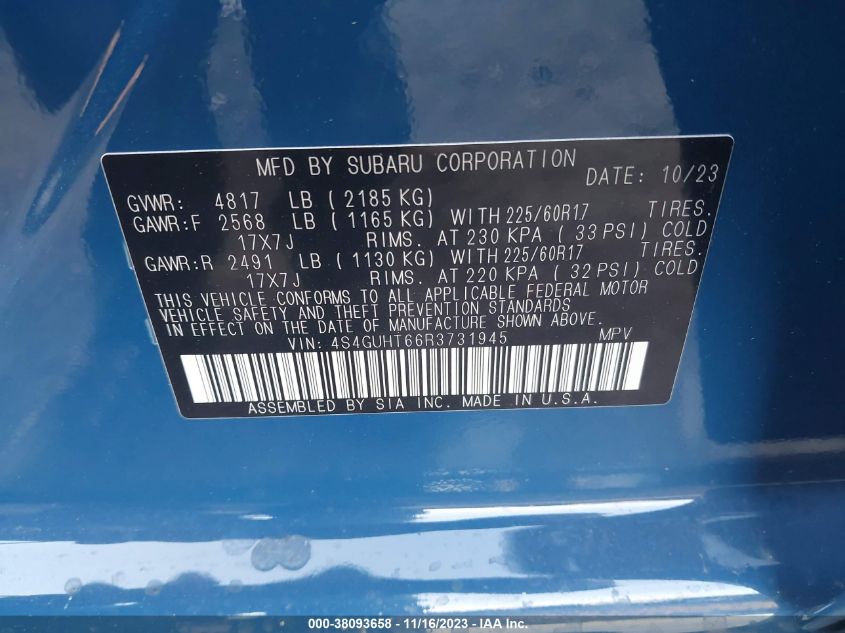 MFD BY SUBARU CORPORATION DATE: 10/23
GVWR: 4817 LB ( 2185 KG)
GAWR:F 2568 LB ( 1165 KG) WITH 225/60R17 TIRES.
17X7J RIMS. AT 230 KPA ( 33 PSI) COLD
GAWR:R 2491 LB ( 1130 KG) WITH 225/60R17 TIRES.
17X7J RIMS. AT 220 KPA ( 32 PSI) COLD
THIS VEHICLE CONFORMS TO ALL APPLICABLE FEDERAL MOTOR
VEHICLE SAFETY AND THEFT PREVENTION STANDARDS
IN EFFECT ON THE DATE OF MANUFACTURE SHOWN ABOVE.
VIN: 4S4GUHT66R3731945 MPV
ASSEMBLED BY SIA INC. MADE IN U.S.A.
000-38093658 - 11/16/2023 - IAA Inc.